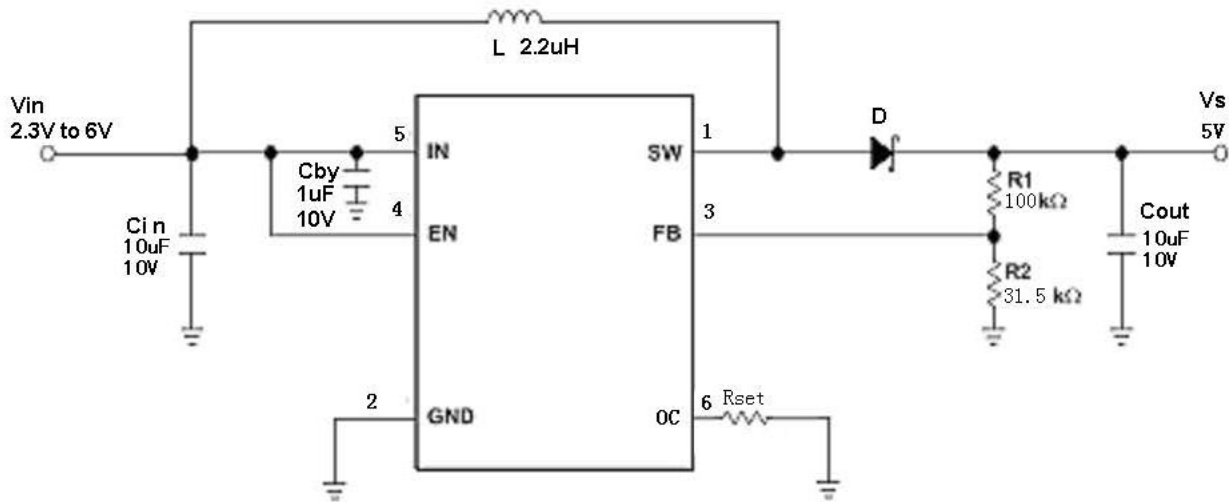 L 2.2uH
Vin
2.3V to 6V
Vs
5V
D
5
IN
SW
1
Cby
1uF
10V
R1
100kΩ
4
EN
FB
3
Cin
10uF
10V
Cout
10uF
10V
R2
31.5 kΩ
2
GND
OC
6
Rset